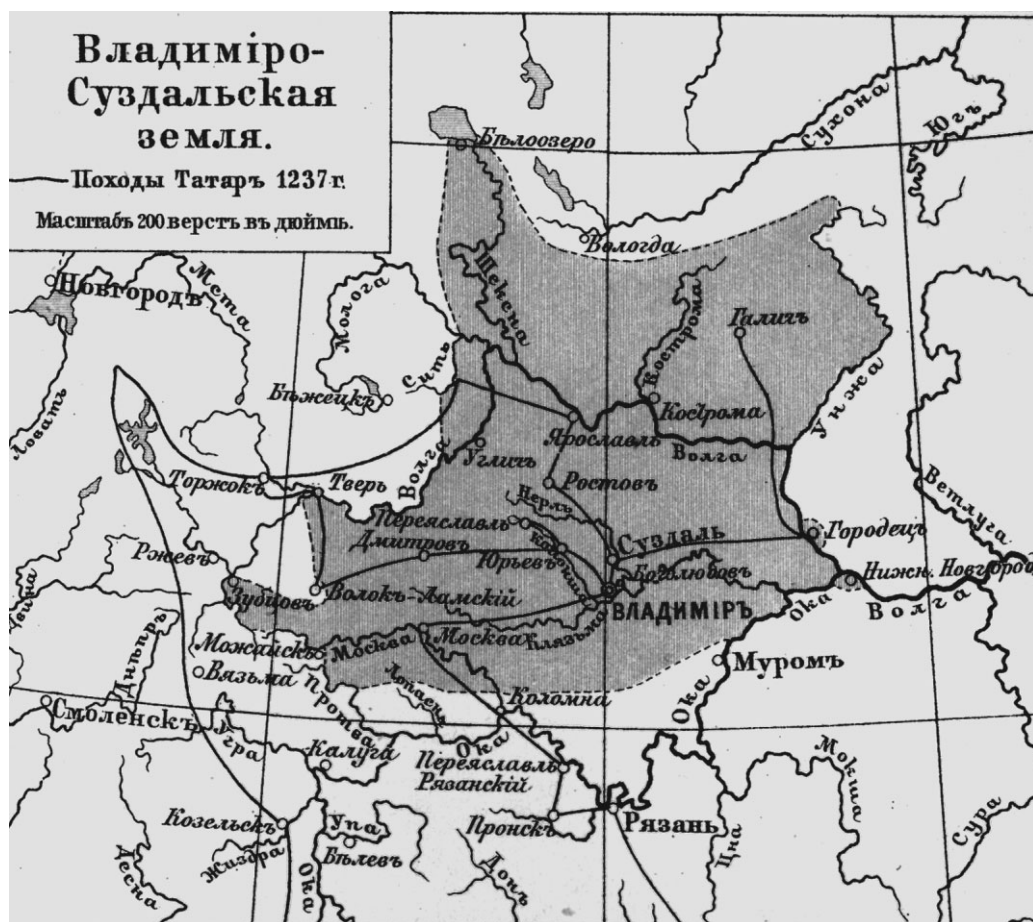 Владиміро-
Суздальская
земля.
Походы Татаръ 1237 г.
Масштабъ 200 верстъ въ дюймѣ.
Бѣлоозеро
Сухона
Югъ
Вологда
Новгородъ
Мста
Молога
Шексна
Кострома
Галичъ
Сить
Бѣжецкъ
Кострома
Унжа
Ловать
Ярославль
Волга
Угличъ
Волга
Торжокъ
Тверь
Ростовъ
Ветлуга
Нерль
Переяславль
Дмитровъ
Суздаль
Городецъ
Ржевъ
Юрьевъ
Боголюбовъ
Нижн. Новгородъ
Зубцовъ
Волокъ-Ламскій
ВЛАДИМІРЪ
Ока
Волга
Двина
Клязьма
Можайскъ
Москва
Москва
Муромъ
Днѣпръ
Вязьма
Протва
Лопасня
Коломна
Ока
Смоленскъ
Угра
Ока
Калуга
Переяславль
Рязанскій
Мокша
Козельскъ
Упа
Пронскъ
Рязань
Цна
Сура
Жиздра
Бѣлевъ
Десна
Ока
Донъ